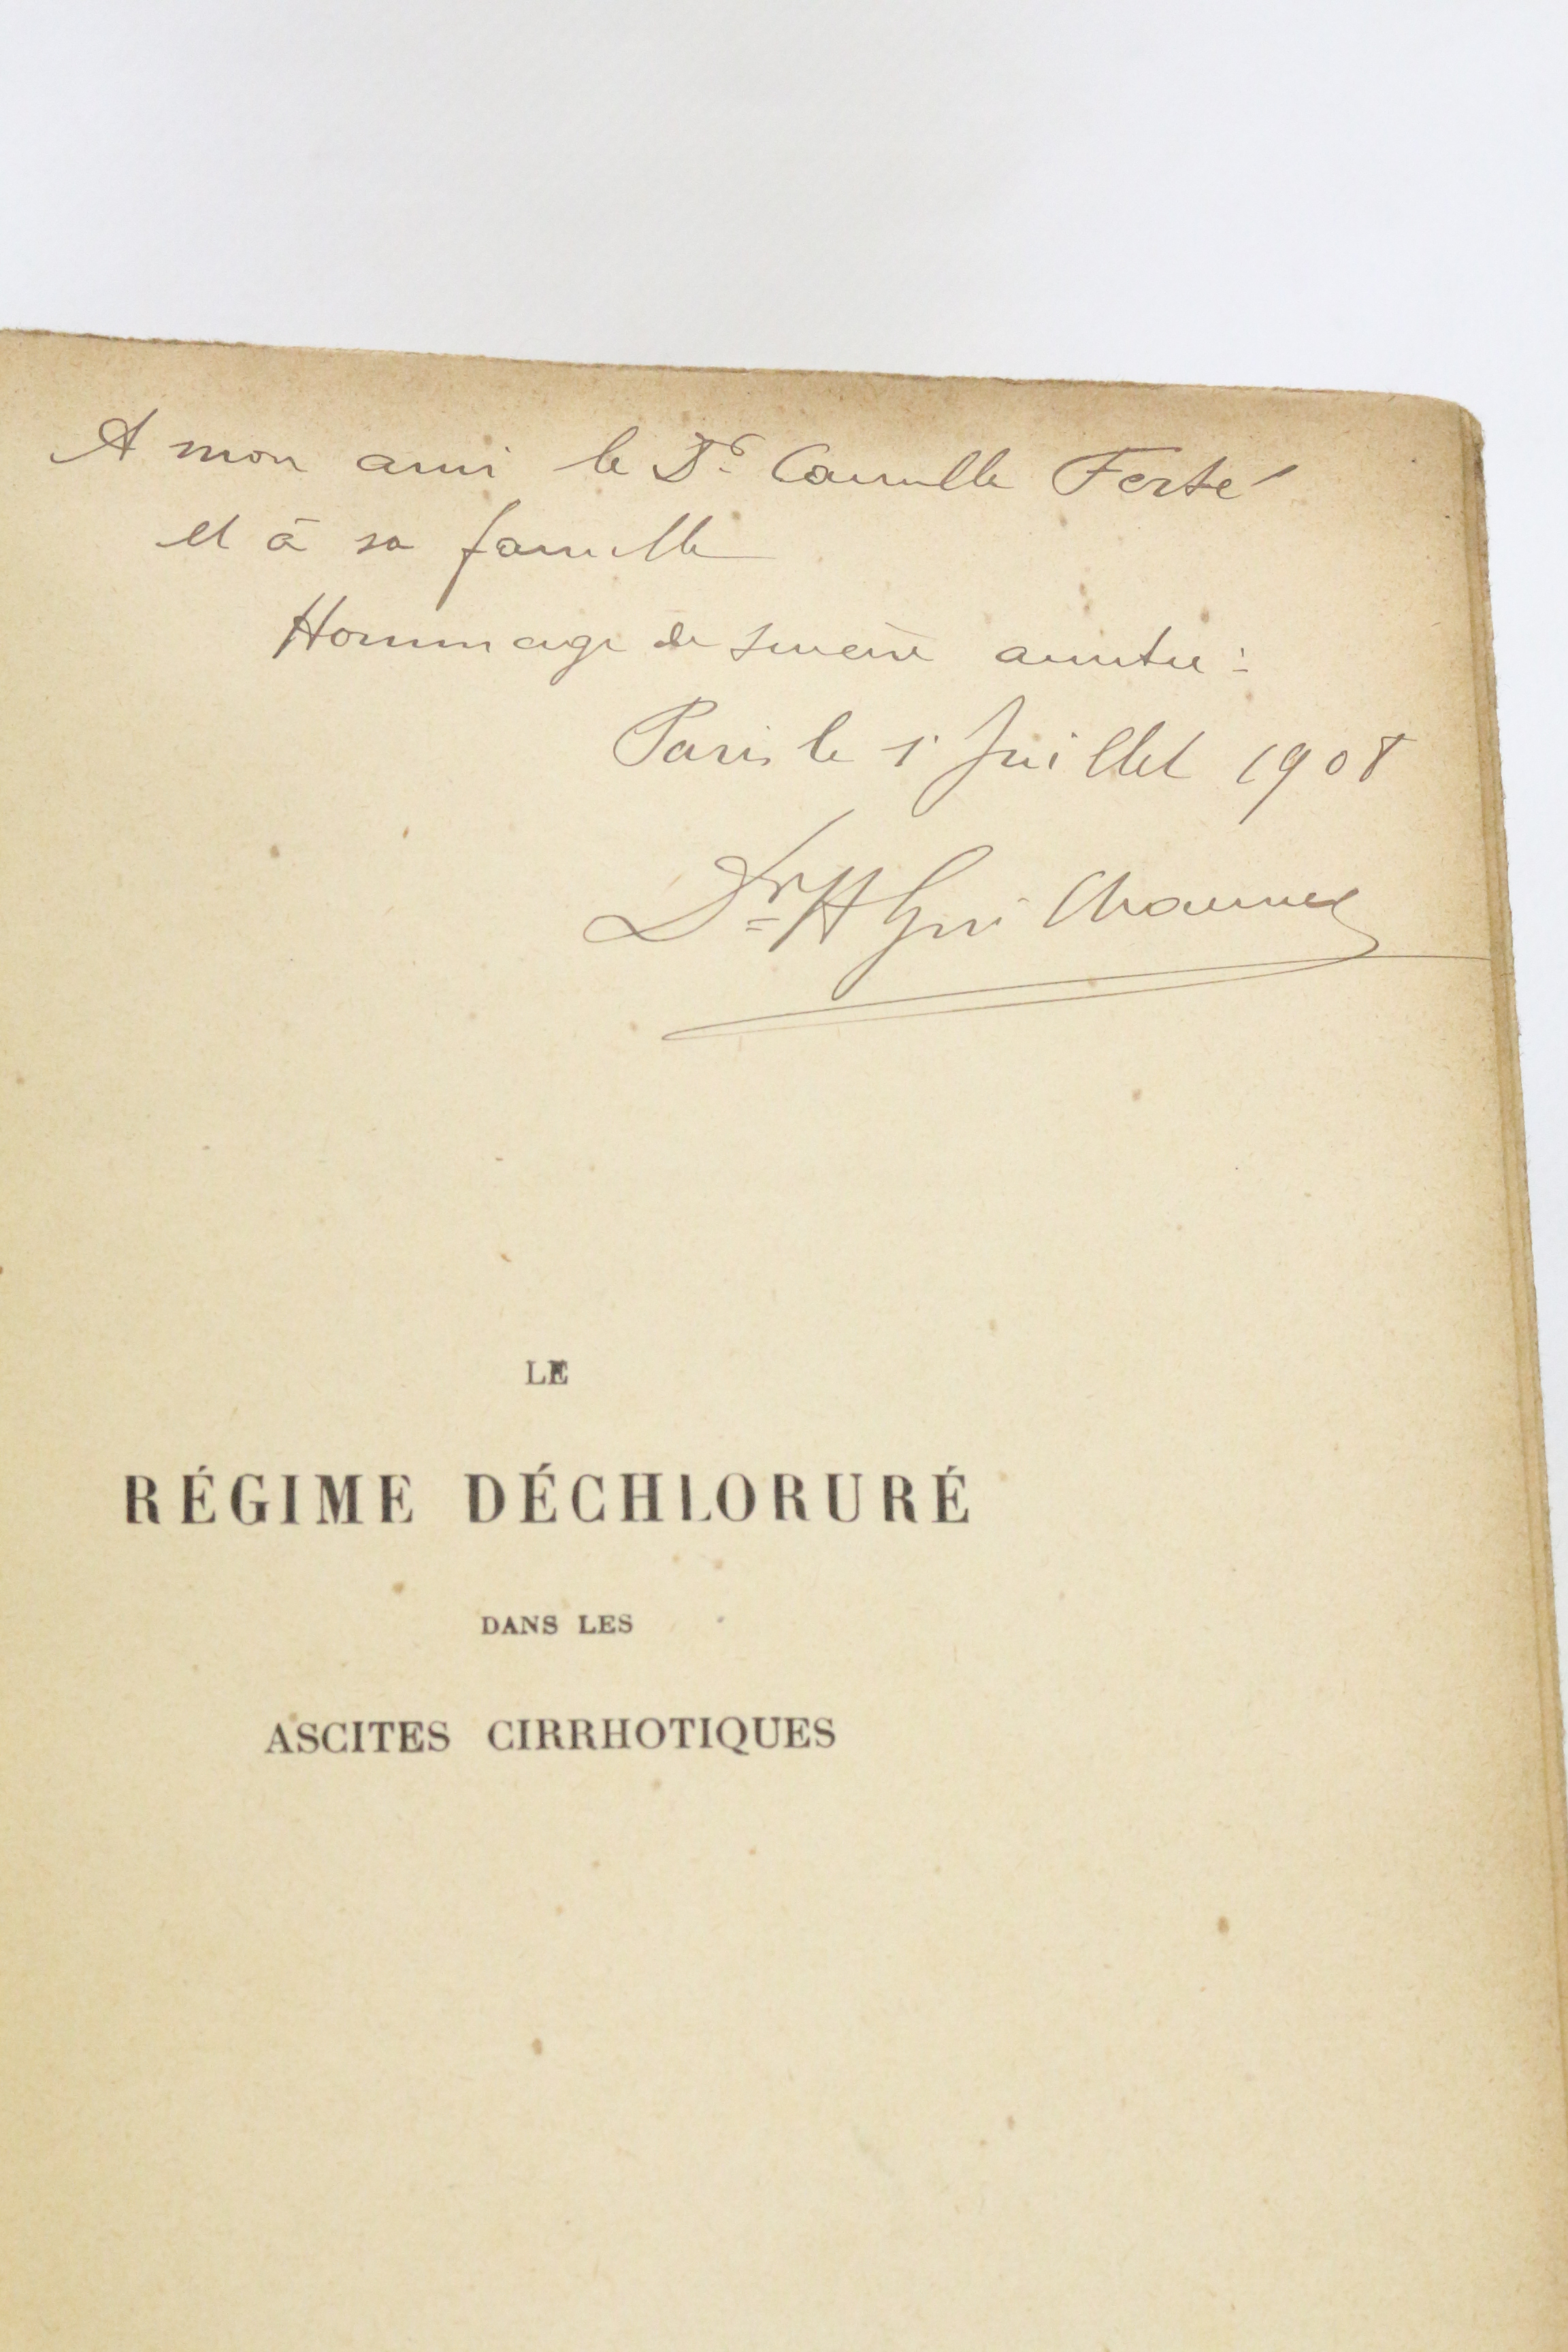 A mon ami le Dr Camille Ferté
et à sa famille
Hommage de sincère amitié
Paris le 1 Juillet 1908
Dr H
LE
RÉGIME DÉCHLORURÉ
DANS LES
ASCITES CIRRHOTIQUES